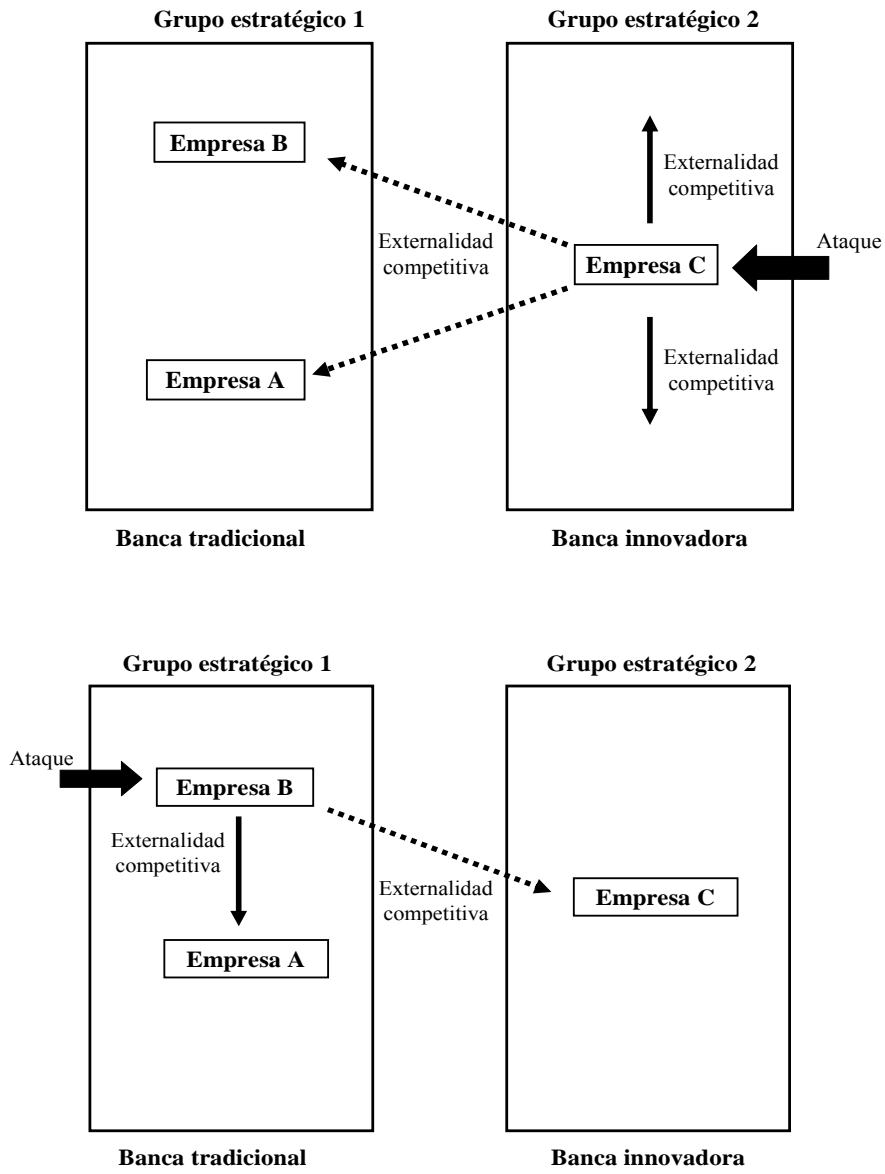 Grupo estratégico 1
Grupo estratégico 2
Empresa B
Externalidad
competitiva
Externalidad
competitiva
Empresa C
Ataque
Empresa A
Externalidad
competitiva
Banca tradicional
Banca innovadora
Grupo estratégico 1
Grupo estratégico 2
Ataque
Empresa B
Externalidad
competitiva
Externalidad
competitiva
Empresa C
Empresa A
Banca tradicional
Banca innovadora